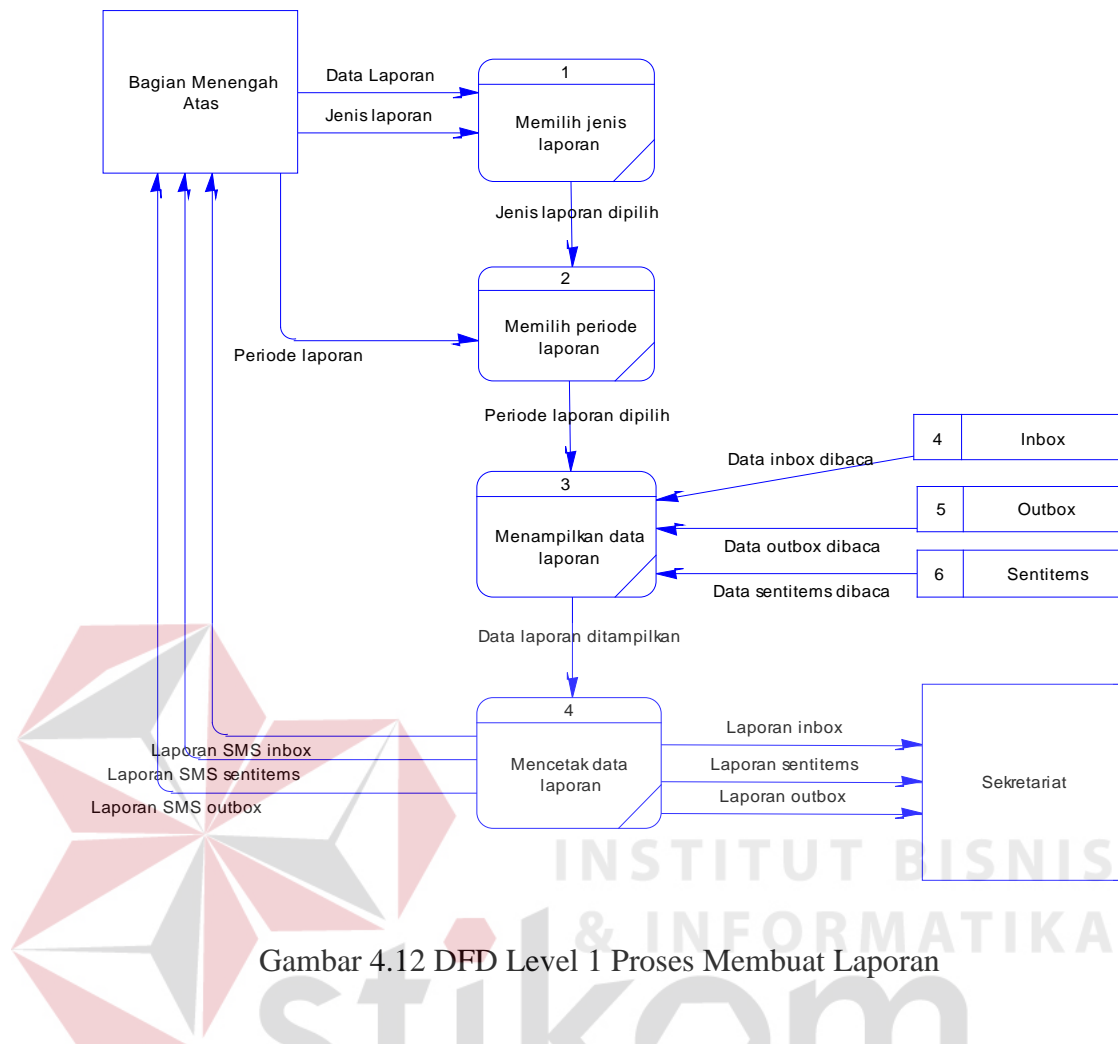 Bagian Menengah
Atas
Data Laporan
Jenis laporan
1
Memilih jenis
laporan
Jenis laporan dipilih
2
Memilih periode
laporan
Periode laporan
Periode laporan dipilih
4
Inbox
Data inbox dibaca
3
Menampilkan data
laporan
5
Outbox
Data outbox dibaca
6
Sentitems
Data sentitems dibaca
Data laporan ditampilkan
4
Mencetak data
laporan
Laporan SMS inbox
Laporan SMS sentitems
Laporan SMS outbox
Laporan inbox
Laporan sentitems
Laporan outbox
Sekretariat
INSTITUT BISNIS
& INFORMATIKA
Gambar 4.12 DFD Level 1 Proses Membuat Laporan
stikom